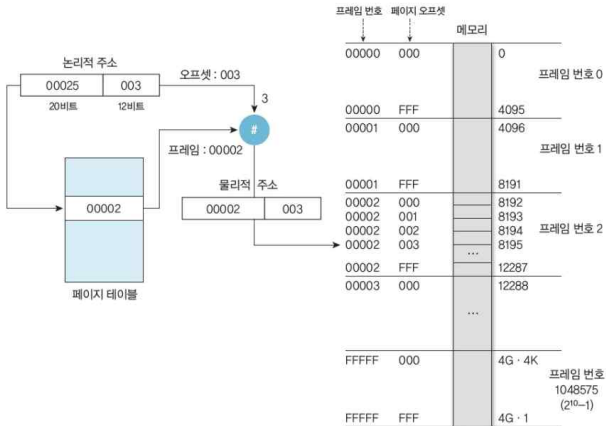 프레임 번호 페이지 오프셋
메모리
논리적 주소
00025 003
20비트 12비트
오프셋 : 003
3
#
프레임 : 00002
00002
페이지 테이블
물리적 주소
00002 003
00000 000 0
프레임 번호 0
00000 FFF 4095
00001 000 4096
프레임 번호 1
00001 FFF 8191
00002 000 8192
00002 001 8193
00002 002 8194
프레임 번호 2
00002 003 8195
...
00002 FFF 12287
00003 000 12288
...
FFFFF 000 4G · 4K
프레임 번호
1048575
(2¹⁰–1)
FFFFF FFF 4G · 1